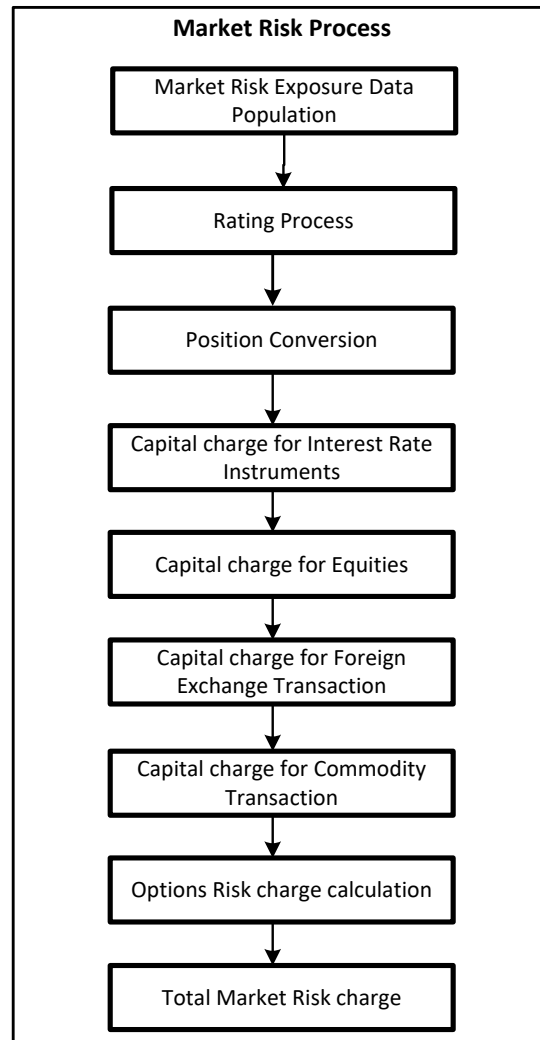 Market Risk Process
Market Risk Exposure Data
Population
Rating Process
Position Conversion
Capital charge for Interest Rate
Instruments
Capital charge for Equities
Capital charge for Foreign
Exchange Transaction
Capital charge for Commodity
Transaction
Options Risk charge calculation
Total Market Risk charge